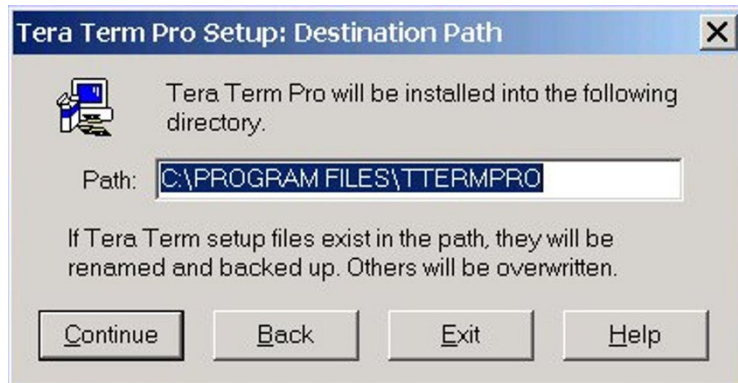 Tera Term Pro Setup: Destination Path
Tera Term Pro will be installed into the following
directory.
Path: C:\PROGRAM FILES\TTERMPRO
If Tera Term setup files exist in the path, they will be
renamed and backed up. Others will be overwritten.
Continue Back Exit Help